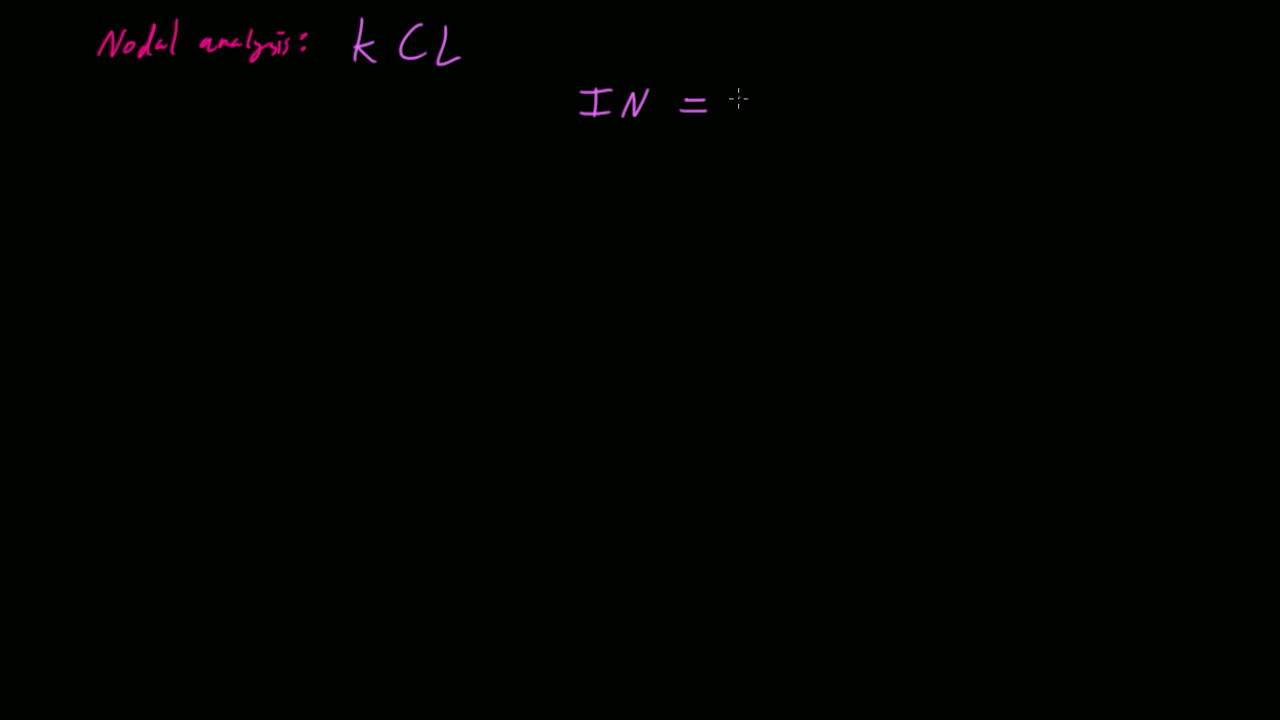 Nodal analysis: kCL
IN =